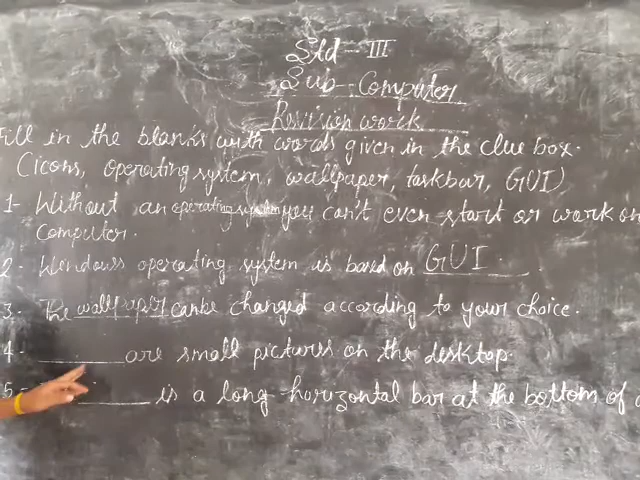 Std - III
Sub - Computer
Revision work
Fill in the blanks with words given in the clue box.
(icons, operating system, wallpaper, taskbar, GUI)
1- Without an operating system you can't even start or work on
computer.
2- Windows operating system is based on GUI.
3. The wallpaper can be changed according to your choice.
4- ________ are small pictures on the desktop.
5- ________ is a long horizontal bar at the bottom of